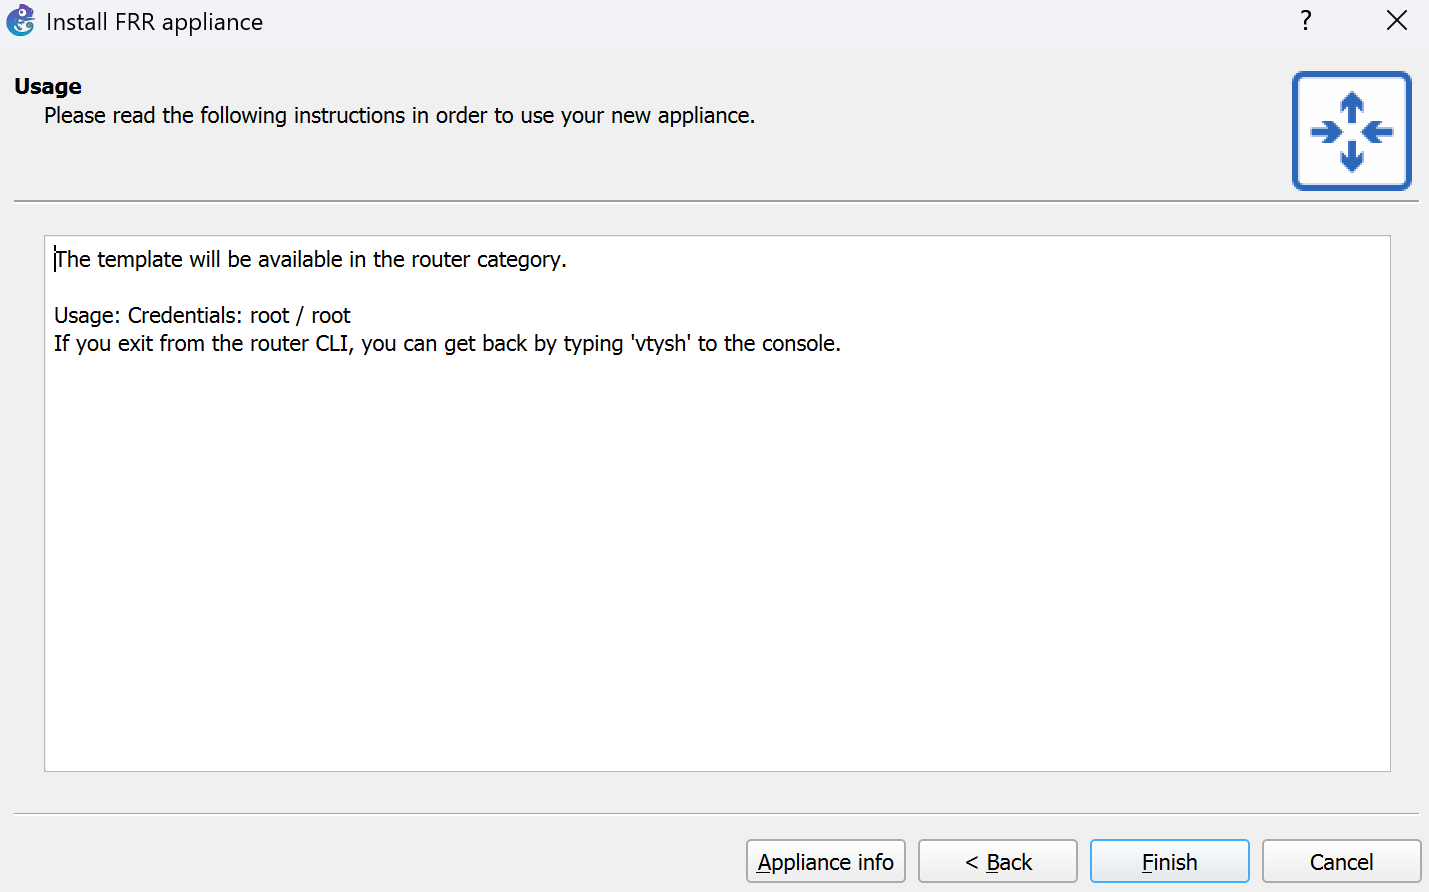 Install FRR appliance
?
Usage
Please read the following instructions in order to use your new appliance.
The template will be available in the router category.
Usage: Credentials: root / root
If you exit from the router CLI, you can get back by typing 'vtysh' to the console.
Appliance info
< Back
Finish
Cancel